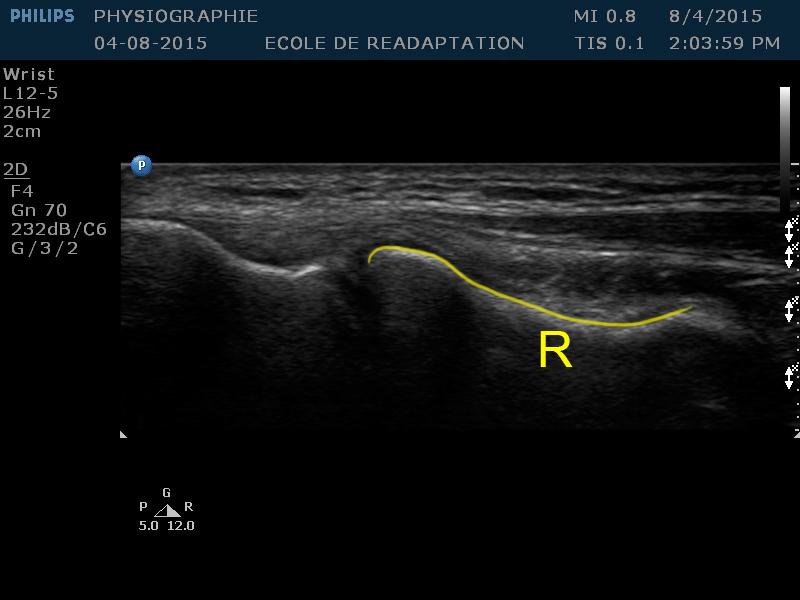 PHILIPS PHYSIOGRAPHIE MI 0.8 8/4/2015
04-08-2015 ECOLE DE READAPTATION TIS 0.1 2:03:59 PM
Wrist
L12-5
26Hz
2cm
2D
F4
Gn 70
232dB/C6
G/3/2
P
R
G
P R
5.0 12.0